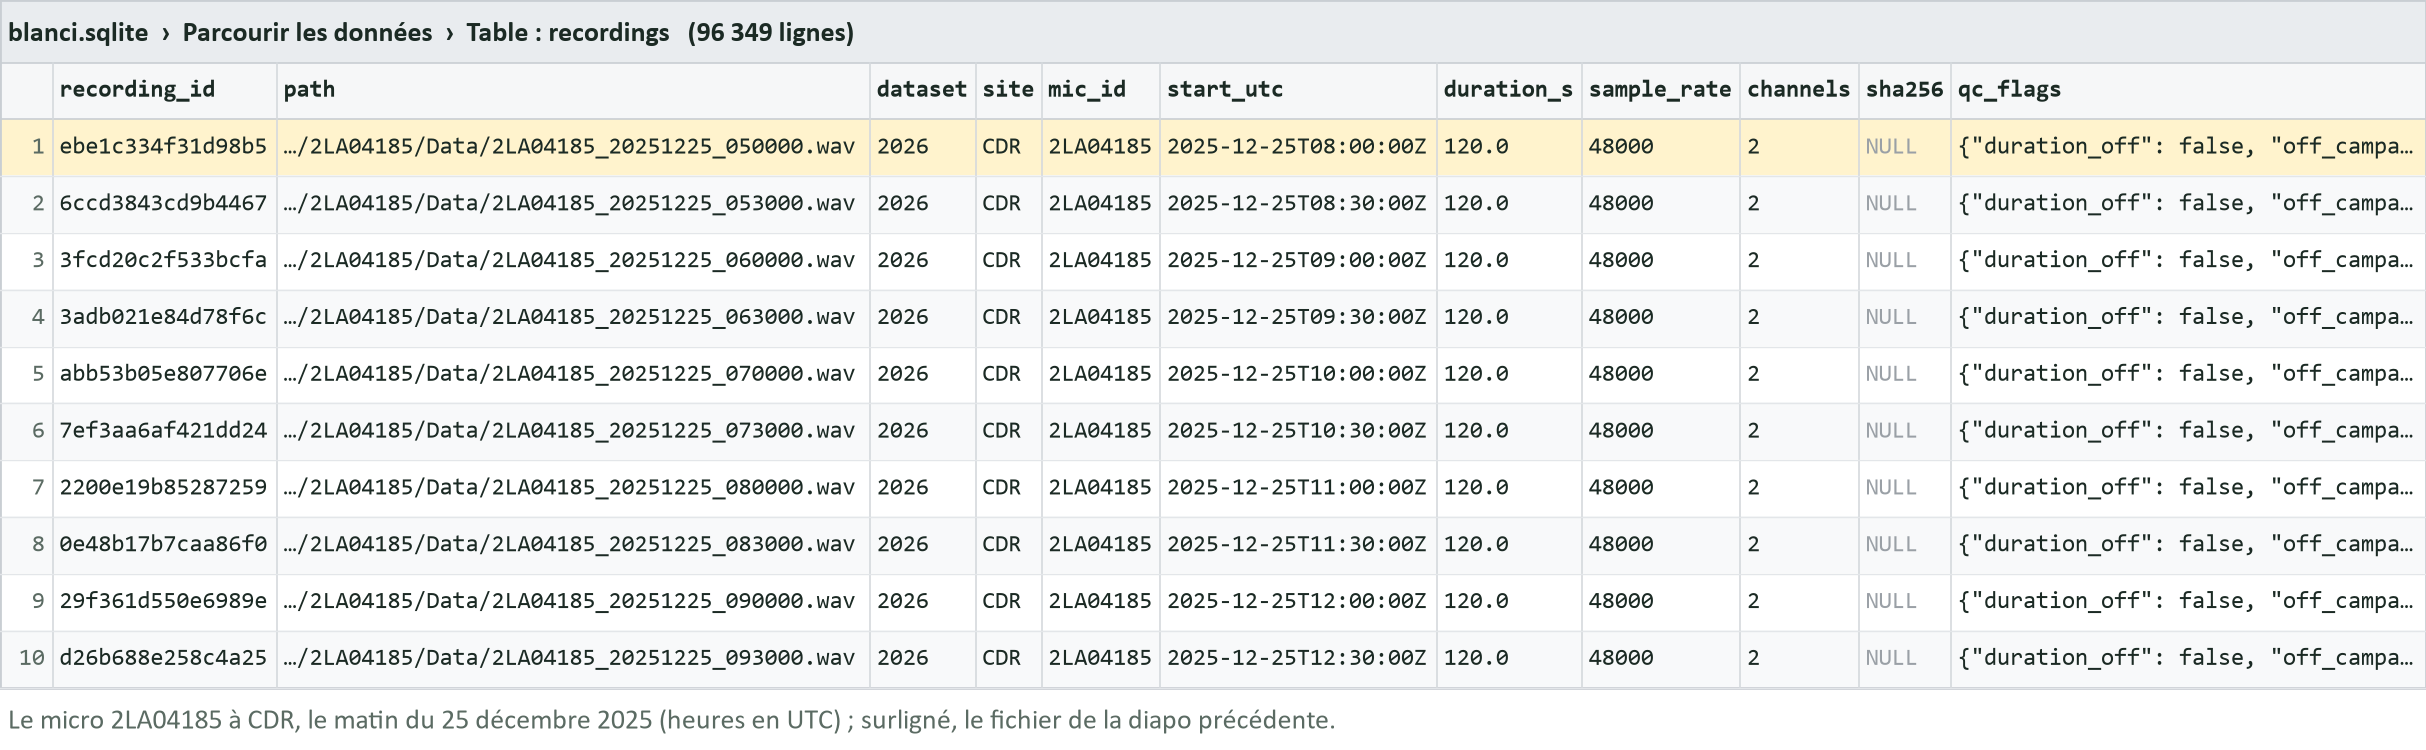 blanci.sqlite › Parcourir les données › Table : recordings (96 349 lignes)
recording_id path dataset site mic_id start_utc duration_s sample_rate channels sha256 qc_flags
1 ebe1c334f31d98b5 …/2LA04185/Data/2LA04185_20251225_050000.wav 2026 CDR 2LA04185 2025-12-25T08:00:00Z 120.0 48000 2 NULL {"duration_off": false, "off_campa…
2 6ccd3843cd9b4467 …/2LA04185/Data/2LA04185_20251225_053000.wav 2026 CDR 2LA04185 2025-12-25T08:30:00Z 120.0 48000 2 NULL {"duration_off": false, "off_campa…
3 3fcd20c2f533bcfa …/2LA04185/Data/2LA04185_20251225_060000.wav 2026 CDR 2LA04185 2025-12-25T09:00:00Z 120.0 48000 2 NULL {"duration_off": false, "off_campa…
4 3adb021e84d78f6c …/2LA04185/Data/2LA04185_20251225_063000.wav 2026 CDR 2LA04185 2025-12-25T09:30:00Z 120.0 48000 2 NULL {"duration_off": false, "off_campa…
5 abb53b05e807706e …/2LA04185/Data/2LA04185_20251225_070000.wav 2026 CDR 2LA04185 2025-12-25T10:00:00Z 120.0 48000 2 NULL {"duration_off": false, "off_campa…
6 7ef3aa6af421dd24 …/2LA04185/Data/2LA04185_20251225_073000.wav 2026 CDR 2LA04185 2025-12-25T10:30:00Z 120.0 48000 2 NULL {"duration_off": false, "off_campa…
7 2200e19b85287259 …/2LA04185/Data/2LA04185_20251225_080000.wav 2026 CDR 2LA04185 2025-12-25T11:00:00Z 120.0 48000 2 NULL {"duration_off": false, "off_campa…
8 0e48b17b7caa86f0 …/2LA04185/Data/2LA04185_20251225_083000.wav 2026 CDR 2LA04185 2025-12-25T11:30:00Z 120.0 48000 2 NULL {"duration_off": false, "off_campa…
9 29f361d550e6989e …/2LA04185/Data/2LA04185_20251225_090000.wav 2026 CDR 2LA04185 2025-12-25T12:00:00Z 120.0 48000 2 NULL {"duration_off": false, "off_campa…
10 d26b688e258c4a25 …/2LA04185/Data/2LA04185_20251225_093000.wav 2026 CDR 2LA04185 2025-12-25T12:30:00Z 120.0 48000 2 NULL {"duration_off": false, "off_campa…
Le micro 2LA04185 à CDR, le matin du 25 décembre 2025 (heures en UTC) ; surligné, le fichier de la diapo précédente.